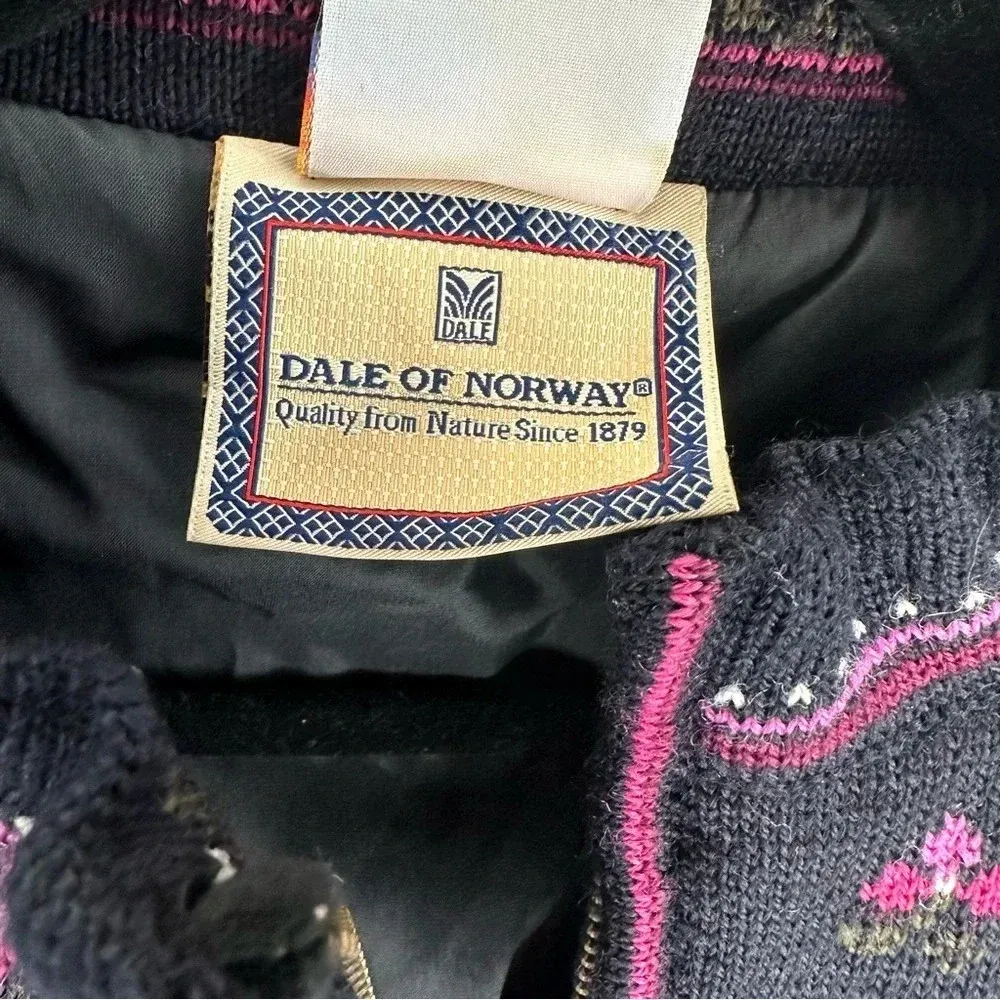 DALE
DALE OF NORWAY®
Quality from Nature Since 1879